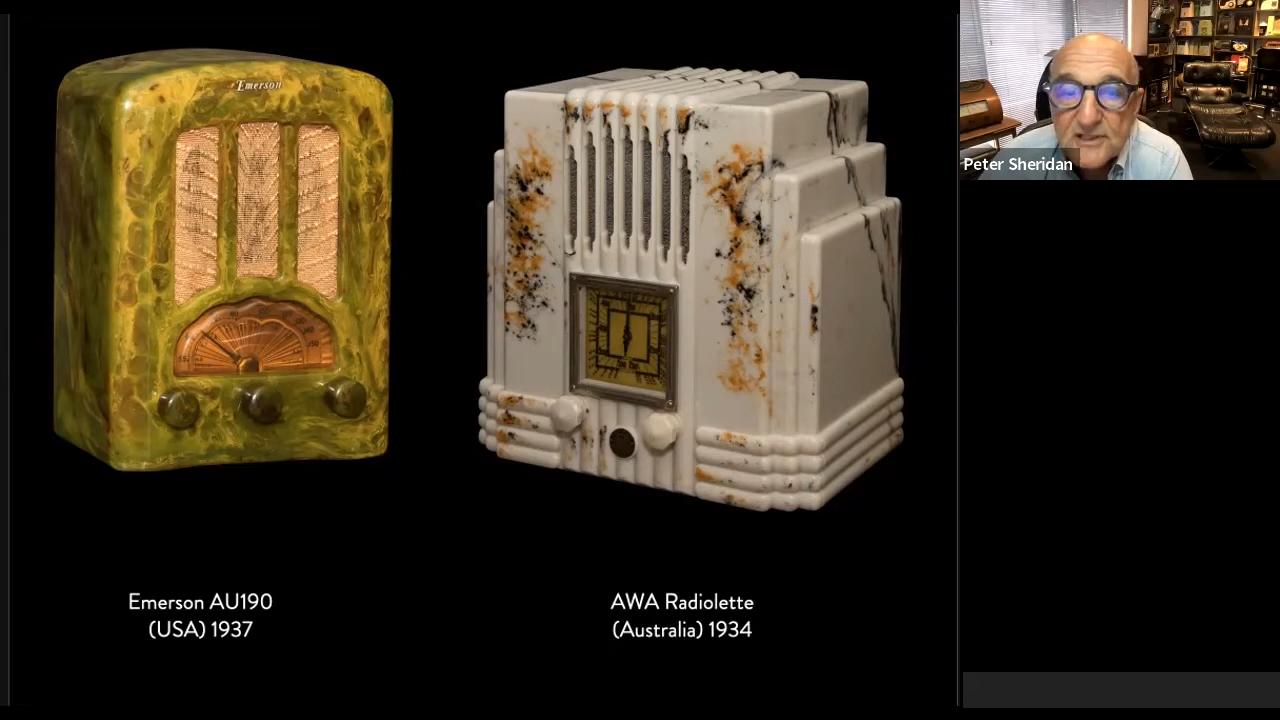 Emerson
Emerson AU190
(USA) 1937
AWA Radiolette
(Australia) 1934
Peter Sheridan